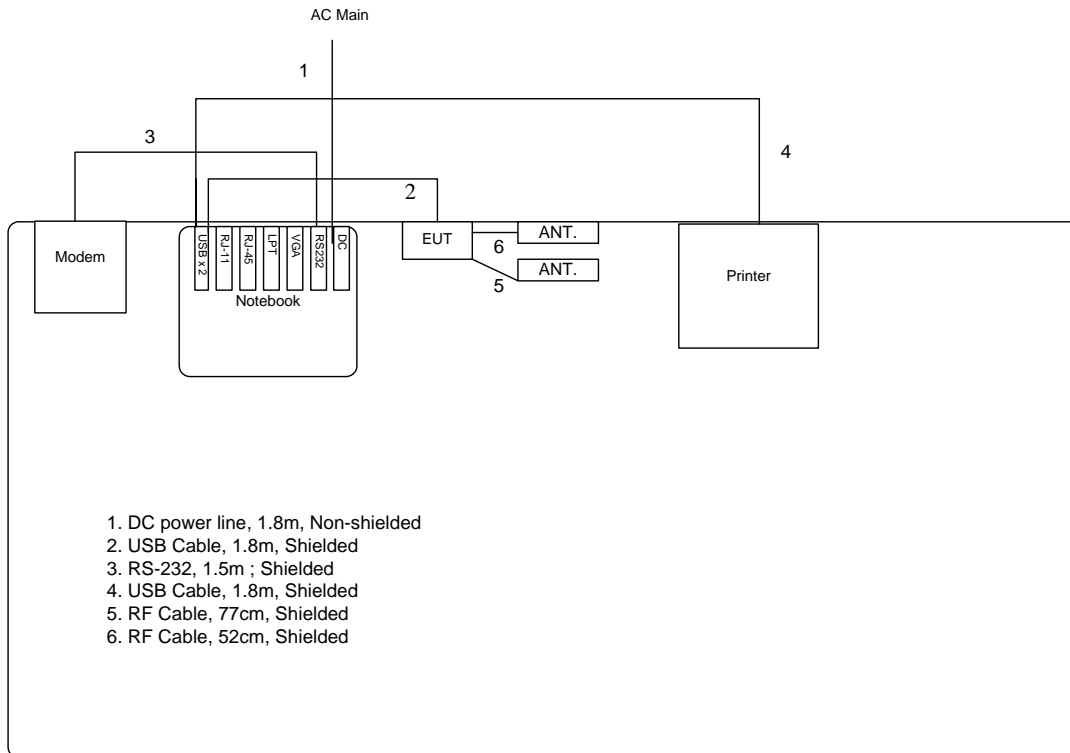 AC Main
1
3
4
2
Modem
USB x 2
RJ-11
RJ-45
LPT
VGA
RS232
DC
Notebook
EUT
6
ANT.
5
ANT.
Printer
1. DC power line, 1.8m, Non-shielded
2. USB Cable, 1.8m, Shielded
3. RS-232, 1.5m ; Shielded
4. USB Cable, 1.8m, Shielded
5. RF Cable, 77cm, Shielded
6. RF Cable, 52cm, Shielded